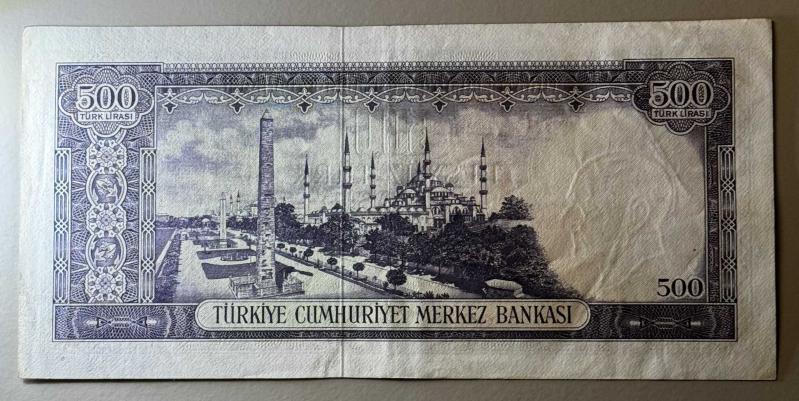 500
TÜRK LİRASI
500
TÜRK LİRASI
500
TÜRKİYE CUMHURİYET MERKEZ BANKASI